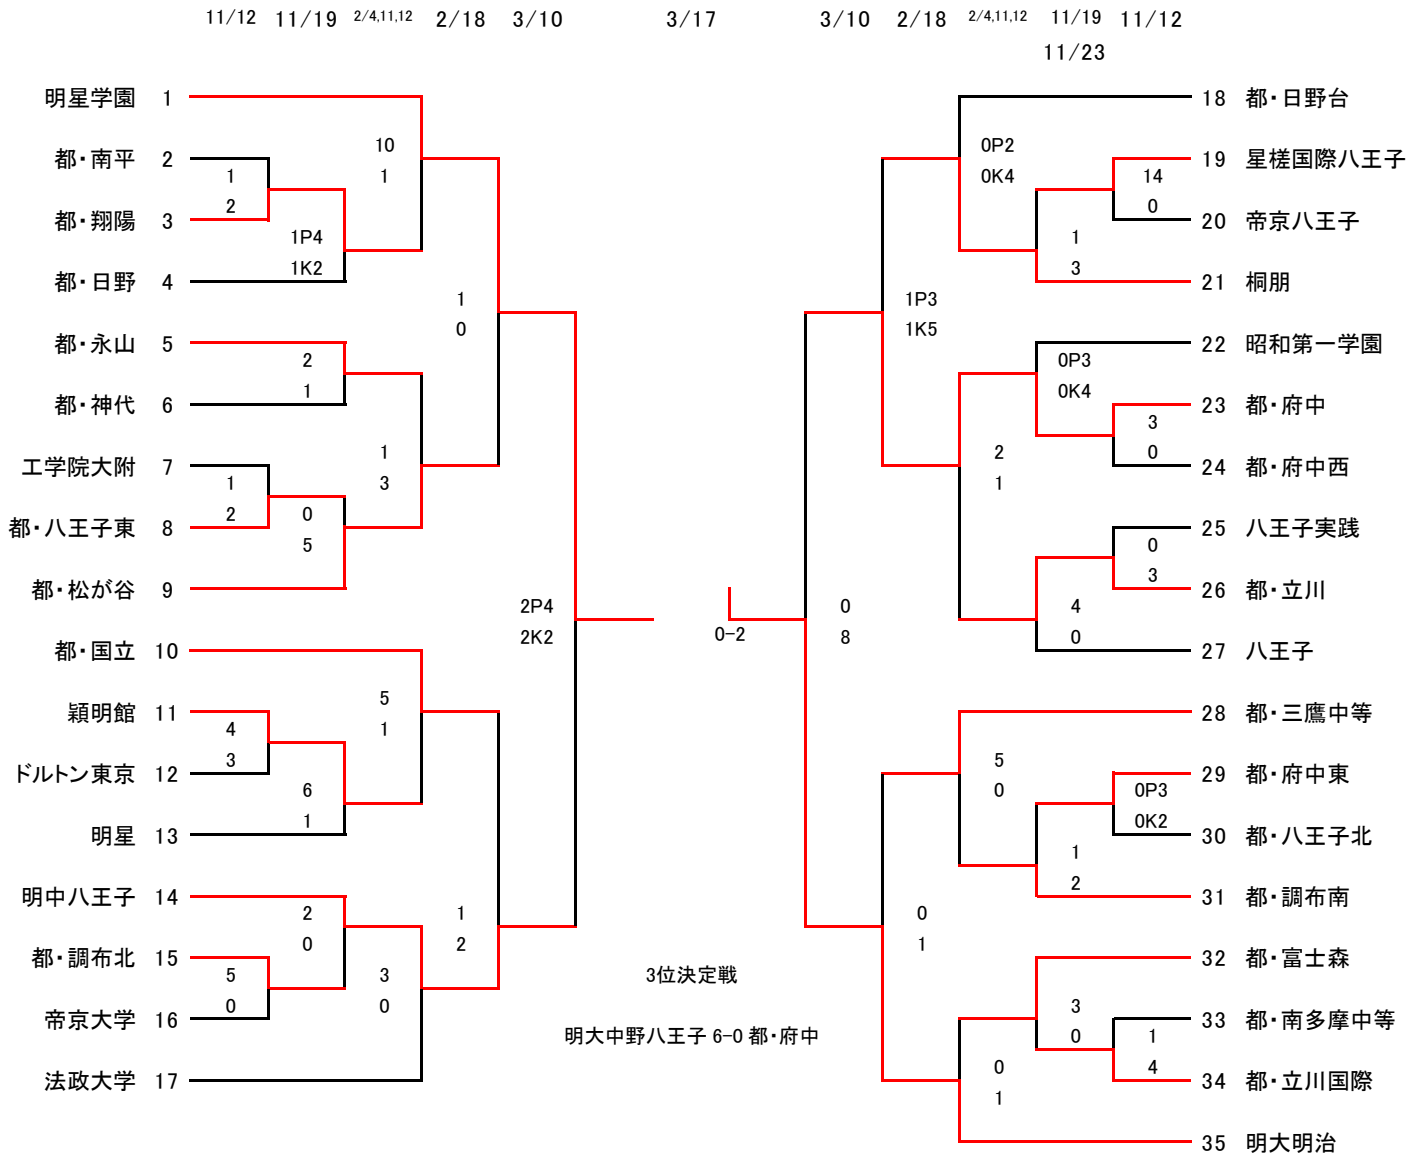 11/12 11/19 2/4,11,12 2/18 3/10 3/17 3/10 2/18 2/4,11,12 11/19 11/12
11/23
明星学園 1
都・南平 2
都・翔陽 3
都・日野 4
都・永山 5
都・神代 6
工学院大附 7
都・八王子東 8
都・松が谷 9
都・国立 10
穎明館 11
ドルトン東京 12
明星 13
明中八王子 14
都・調布北 15
帝京大学 16
法政大学 17
1
2
1P4
1K2
10
1
2
1
1
2
0
5
1
3
1
0
4
3
6
1
5
1
2
0
5
0
3
0
1
2
2P4
2K2
0-2
0
8
3位決定戦
明大中野八王子 6-0 都・府中
0P2
0K4
14
0
1
3
1P3
1K5
0P3
0K4
3
0
2
1
0
3
4
0
5
0
0P3
0K2
1
2
0
1
3
0
1
4
0
1
18 都・日野台
19 星槎国際八王子
20 帝京八王子
21 桐朋
22 昭和第一学園
23 都・府中
24 都・府中西
25 八王子実践
26 都・立川
27 八王子
28 都・三鷹中等
29 都・府中東
30 都・八王子北
31 都・調布南
32 都・富士森
33 都・南多摩中等
34 都・立川国際
35 明大明治